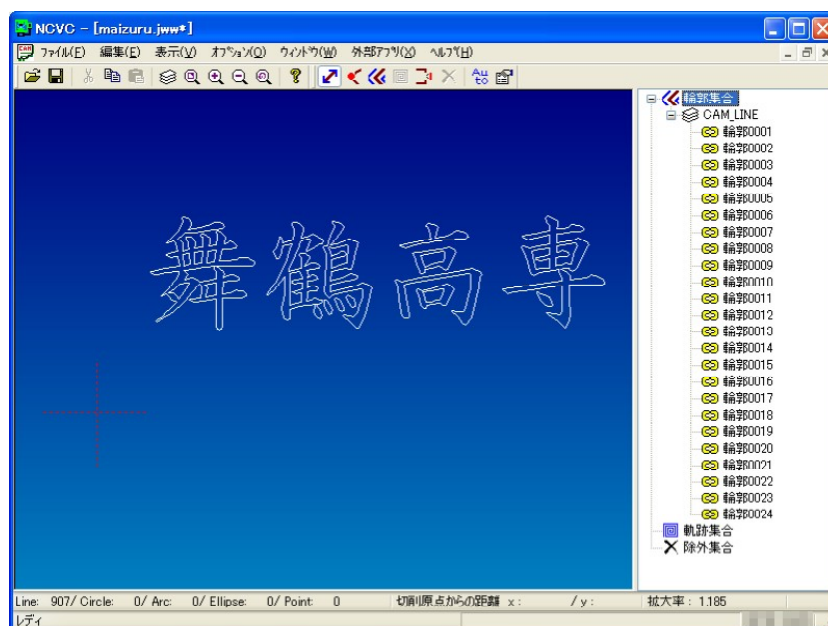 NCVC - [maizuru.jww*]
ファイル(F) 編集(E) 表示(V) オプション(O) ウィンドウ(W) 外部アプリ(X) ヘルプ(H)
Auto
舞鶴高専
輪郭集合
CAM_LINE
輪郭0001
輪郭0002
輪郭0003
輪郭0004
輪郭0005
輪郭0006
輪郭0007
輪郭0008
輪郭0009
輪郭0010
輪郭0011
輪郭0012
輪郭0013
輪郭0014
輪郭0015
輪郭0016
輪郭0017
輪郭0018
輪郭0019
輪郭0020
輪郭0021
輪郭0022
輪郭0023
輪郭0024
軌跡集合
除外集合
Line: 907/ Circle: 0/ Arc: 0/ Ellipse: 0/ Point: 0 切削原点からの距離 x: / y: 拡大率: 1.185
レディ